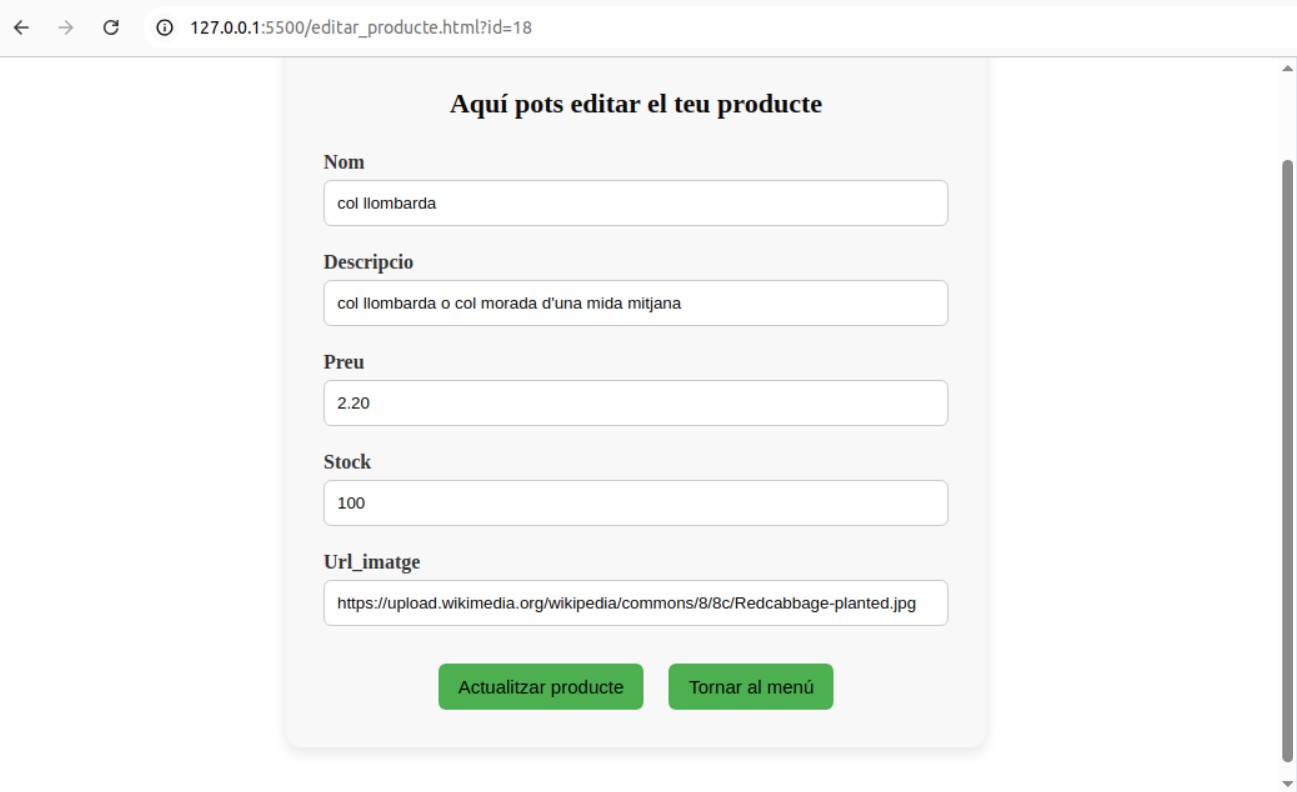 127.0.0.1:5500/editar_producte.html?id=18
Aquí pots editar el teu producte
Nom
col llombarda
Descripcio
col llombarda o col morada d'una mida mitjana
Preu
2.20
Stock
100
Url_imatge
https://upload.wikimedia.org/wikipedia/commons/8/8c/Redcabbage-planted.jpg
Actualitzar producte Tornar al menú